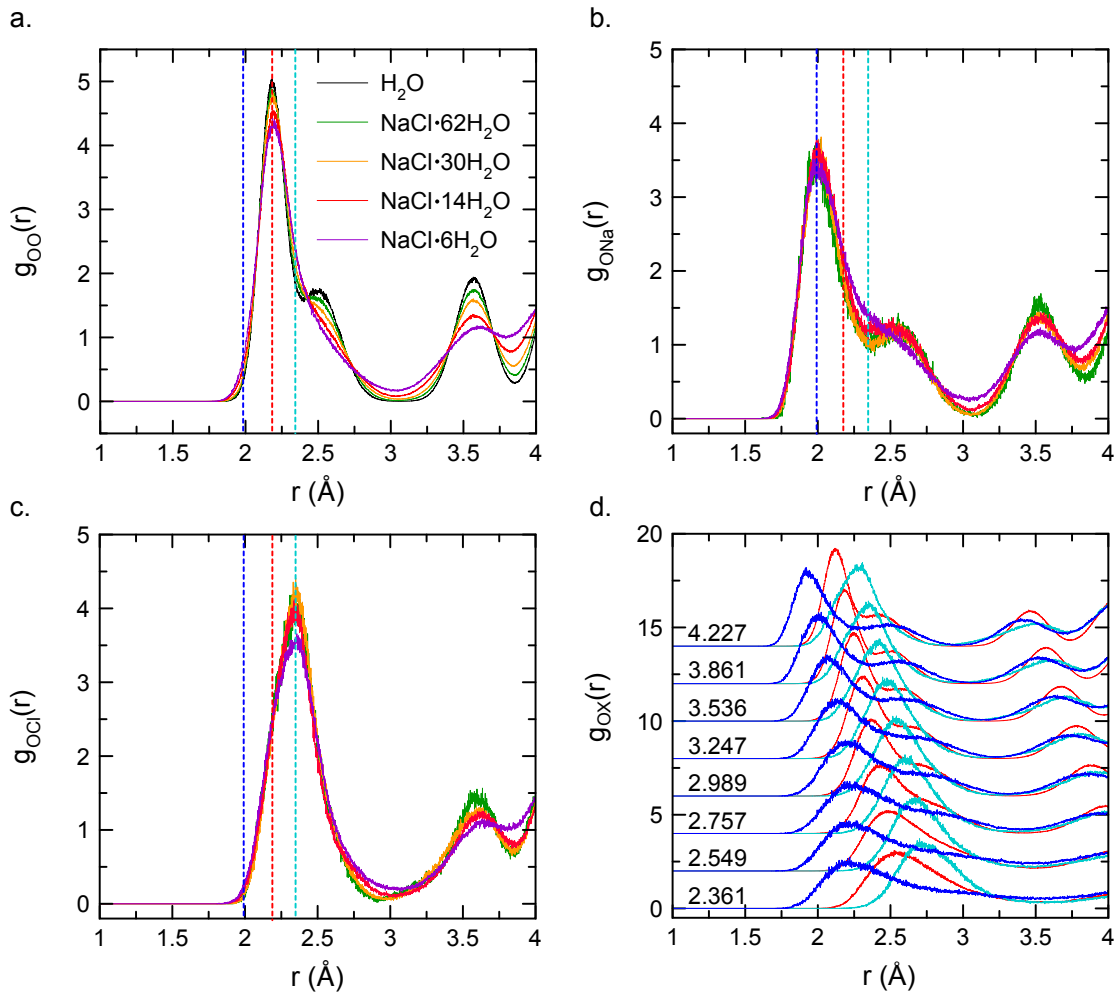 a.
5
4
3
2
1
0
g_OO(r)
H₂O
NaCl•62H₂O
NaCl•30H₂O
NaCl•14H₂O
NaCl•6H₂O
1 1.5 2 2.5 3 3.5 4
r (Å)
b.
5
4
3
2
1
0
g_ONa(r)
1 1.5 2 2.5 3 3.5 4
r (Å)
c.
5
4
3
2
1
0
g_OCl(r)
1 1.5 2 2.5 3 3.5 4
r (Å)
d.
20
15
10
5
0
g_OX(r)
4.227
3.861
3.536
3.247
2.989
2.757
2.549
2.361
1 1.5 2 2.5 3 3.5 4
r (Å)